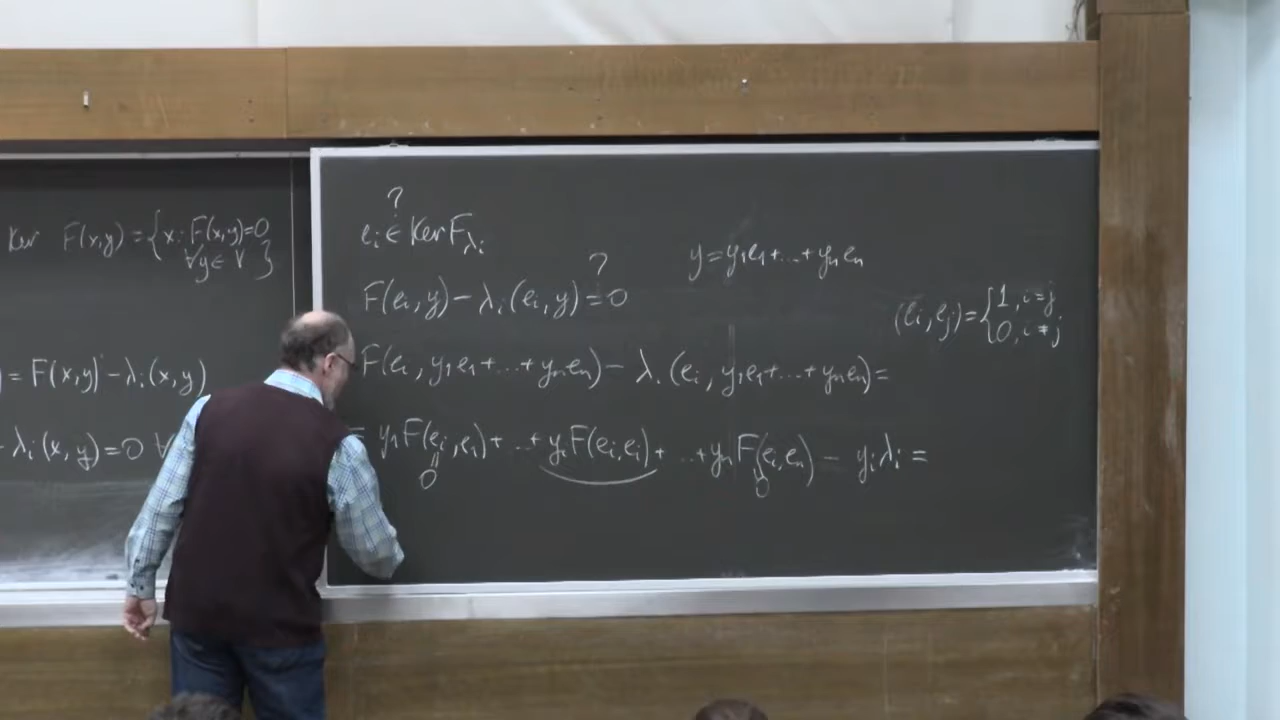 Ker F(x,y) = { x: F(x,y)=0
∀y ∈ V }
) = F(x,y) - λi(x,y)
- λi(x,y) = 0 ∀
?
ei ∈ Ker Fλi
F(ei, y) - λi(ei, y) = 0
?
y = y1e1 + ... + ynen
(ei, ej) = { 1, i = j
0, i ≠ j
F(ei, y1e1 + ... + ynen) - λi(ei, y1e1 + ... + ynen) =
= y1F(ei, e1) + ... + yiF(ei, ei) + ... ynF(ei, en) - yiλi =
0
0